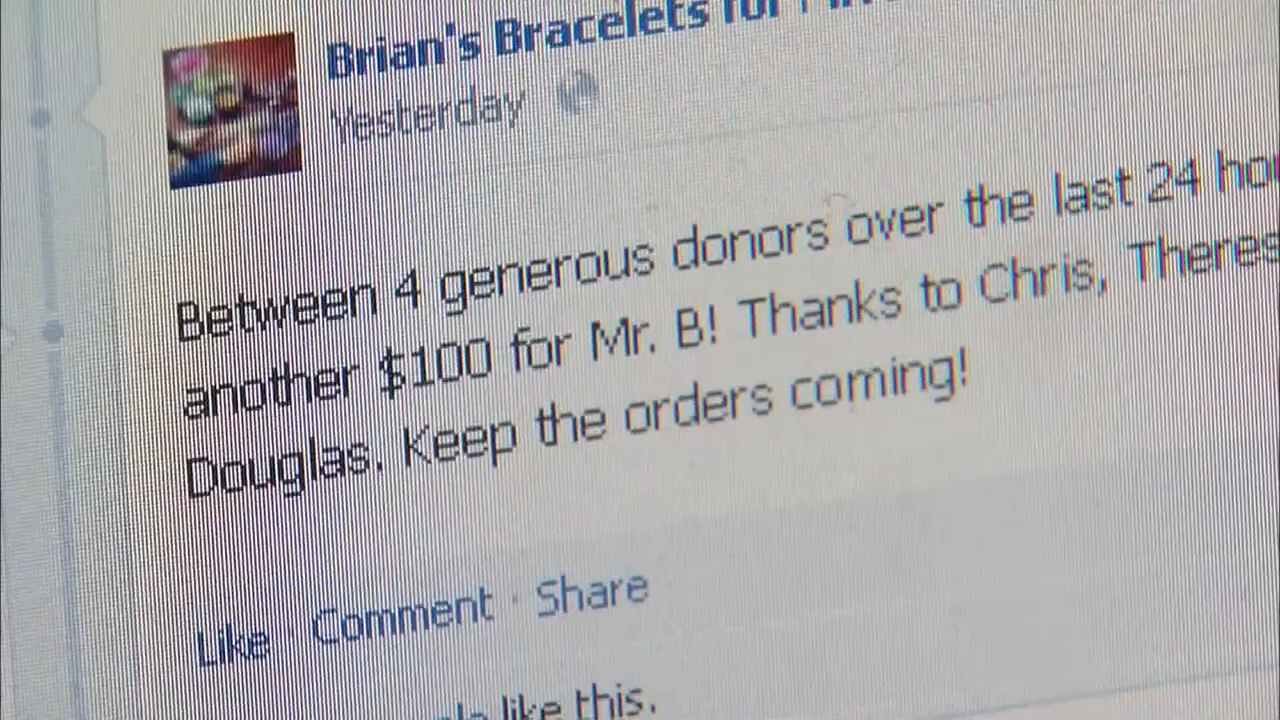 Brian's Bracelets for
Yesterday
Between 4 generous donors over the last 24
another $100 for Mr. B! Thanks to Chris,
Douglas. Keep the orders coming!
Like Comment · Share
like this.